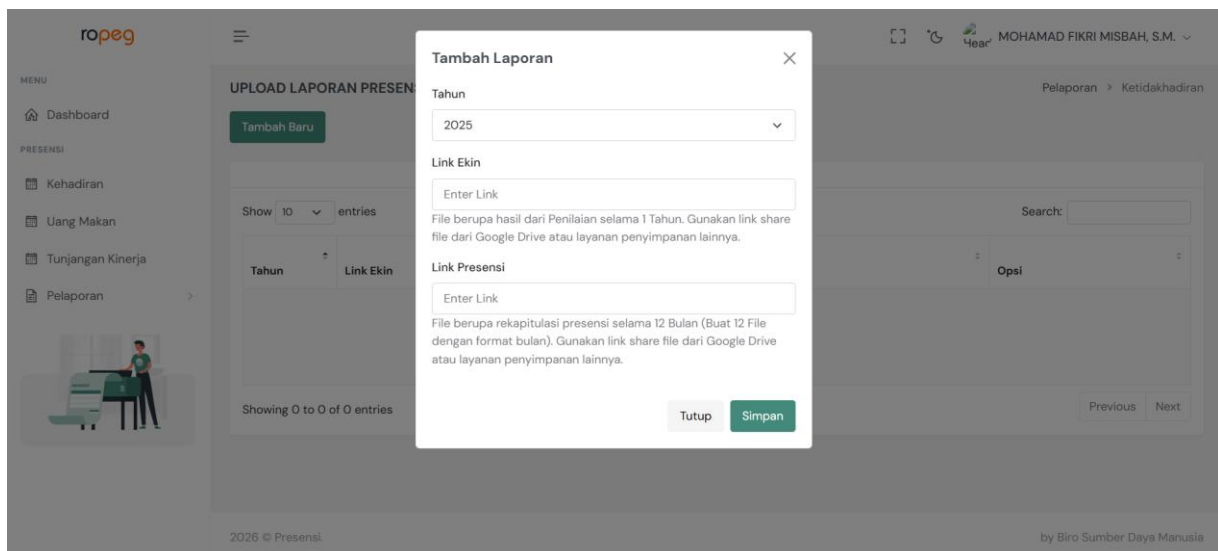 ropeg
MOHAMAD FIKRI MISBAH, S.M.
MENU
Dashboard
PRESENSI
Kehadiran
Uang Makan
Tunjangan Kinerja
Pelaporan
UPLOAD LAPORAN PRESEN
Pelaporan > Ketidakhadiran
Tambah Baru
Show 10 entries
Search:
Tahun Link Ekin Opsi
Showing 0 to 0 of 0 entries
Previous Next
Tambah Laporan
Tahun
2025
Link Ekin
Enter Link
File berupa hasil dari Penilaian selama 1 Tahun. Gunakan link share
file dari Google Drive atau layanan penyimpanan lainnya.
Link Presensi
Enter Link
File berupa rekapitulasi presensi selama 12 Bulan (Buat 12 File
dengan format bulan). Gunakan link share file dari Google Drive
atau layanan penyimpanan lainnya.
Tutup Simpan
2026 © Presensi.
by Biro Sumber Daya Manusia